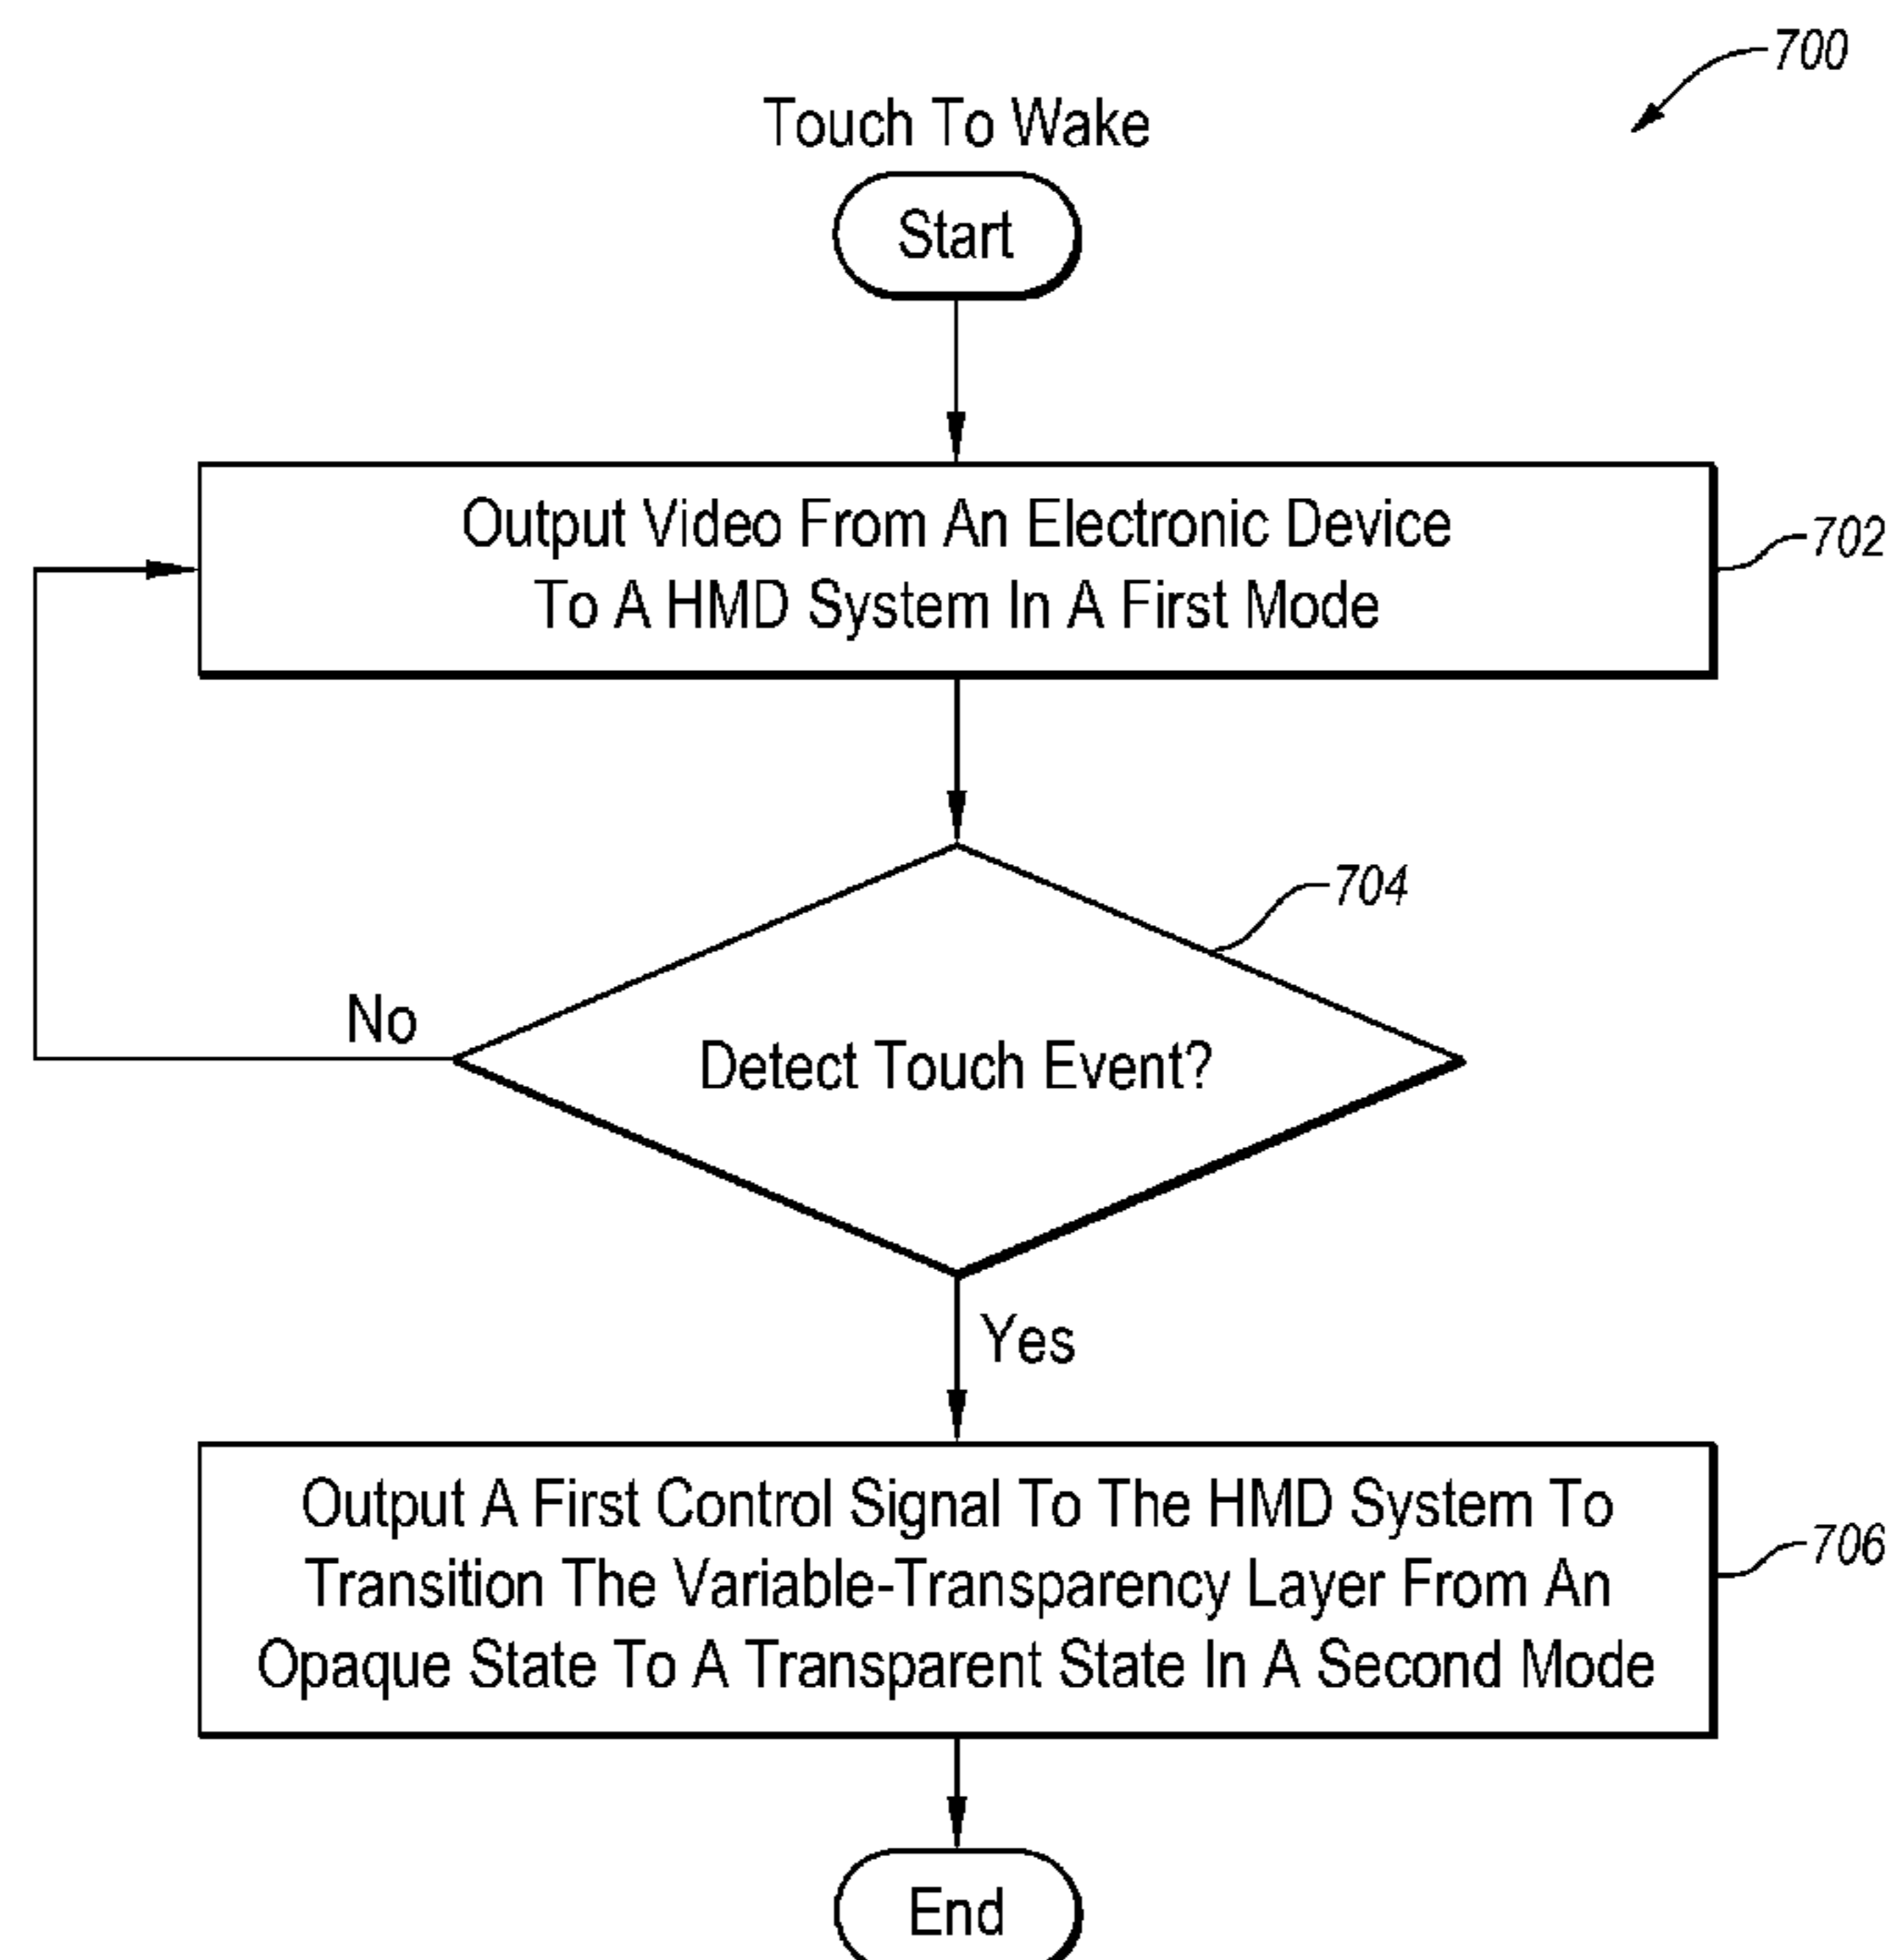 700
Touch To Wake
Start
Output Video From An Electronic Device
To A HMD System In A First Mode
702
704
Detect Touch Event?
No
Yes
Output A First Control Signal To The HMD System To
Transition The Variable-Transparency Layer From An
Opaque State To A Transparent State In A Second Mode
706
End